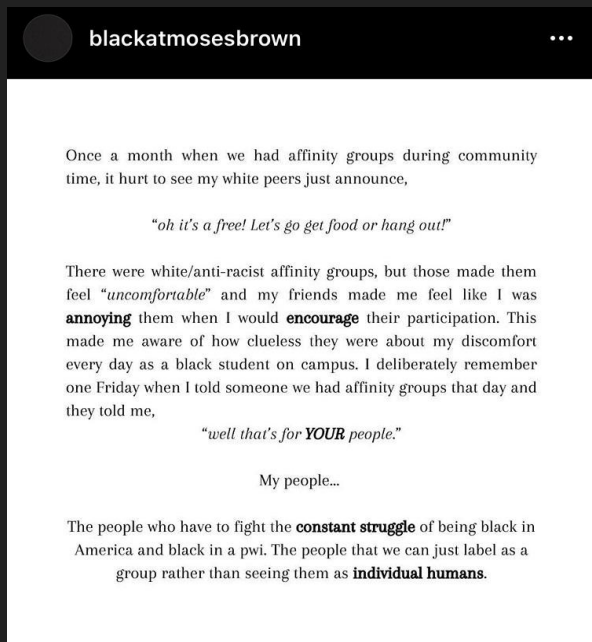 blackatmosesbrown
Once a month when we had affinity groups during community
time, it hurt to see my white peers just announce,
“oh it’s a free! Let’s go get food or hang out!”
There were white/anti-racist affinity groups, but those made them
feel “uncomfortable” and my friends made me feel like I was
annoying them when I would encourage their participation. This
made me aware of how clueless they were about my discomfort
every day as a black student on campus. I deliberately remember
one Friday when I told someone we had affinity groups that day and
they told me,
“well that’s for YOUR people.”
My people...
The people who have to fight the constant struggle of being black in
America and black in a pwi. The people that we can just label as a
group rather than seeing them as individual humans.